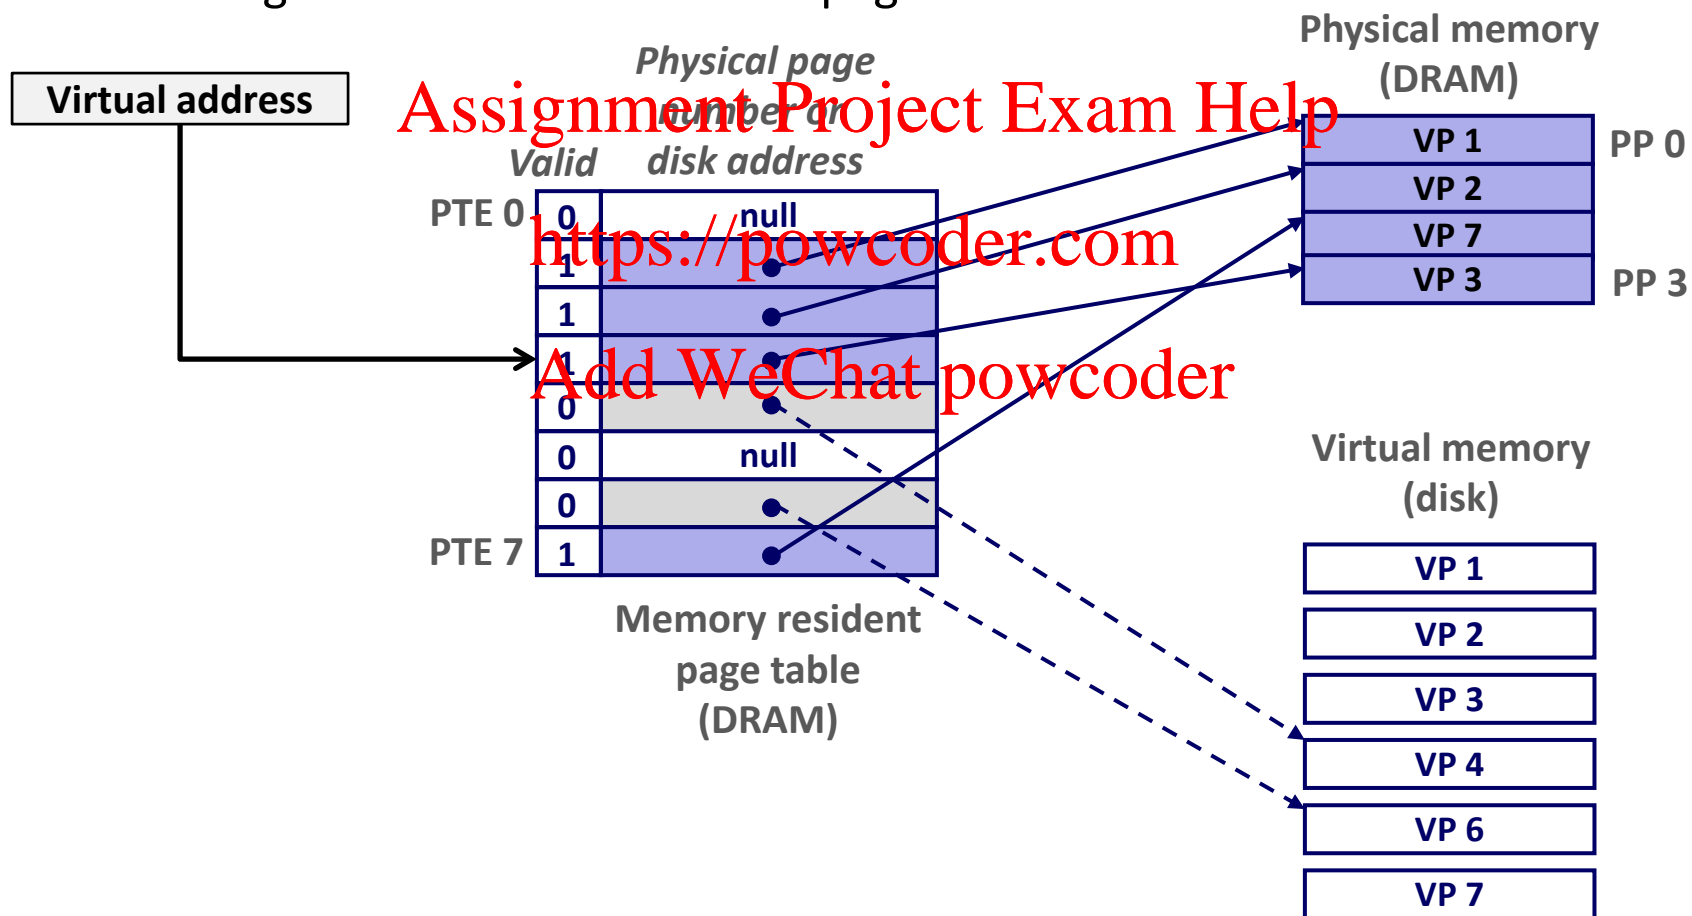 Physical memory
(DRAM)
Virtual address
Physical page
number or
disk address
Valid
Assignment Project Exam Help
VP 1
PP 0
VP 2
VP 7
VP 3
PP 3
PTE 0
0 null
https://powcoder.com
1
1
1
Add WeChat powcoder
0
0 null
0
PTE 7
1
Memory resident
page table
(DRAM)
Virtual memory
(disk)
VP 1
VP 2
VP 3
VP 4
VP 6
VP 7